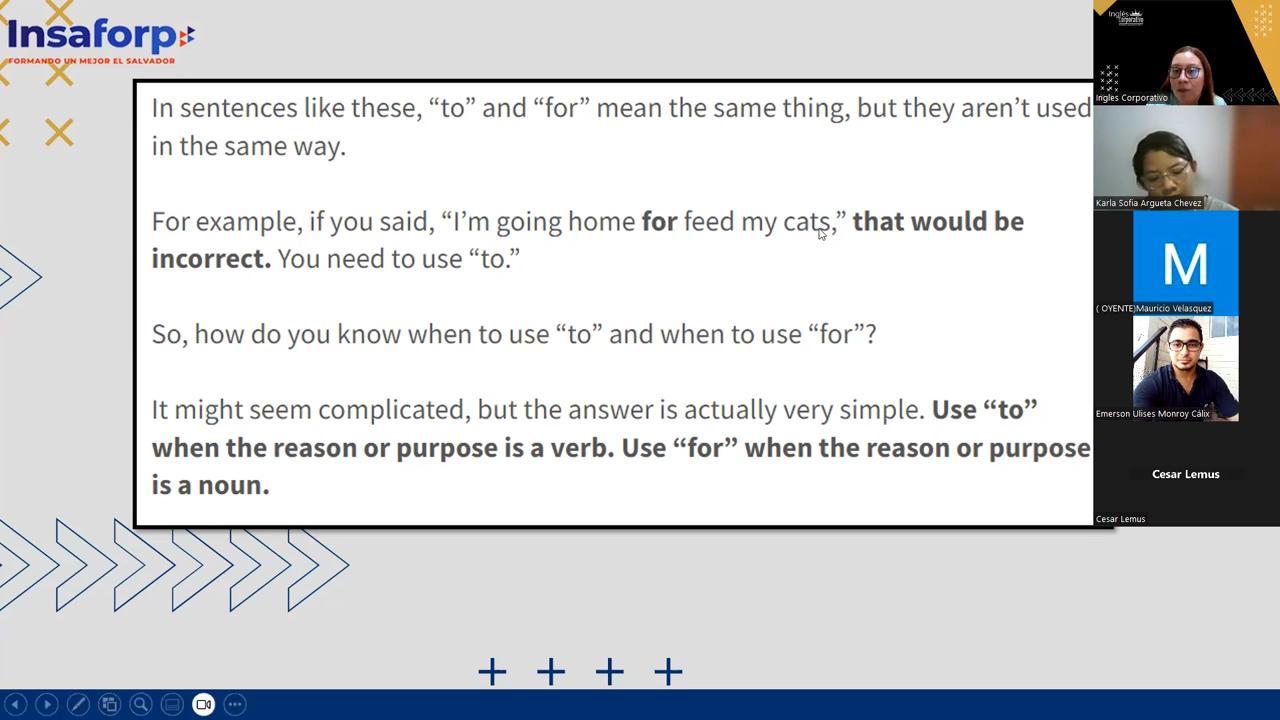 Insaforp
FORMANDO UN MEJOR EL SALVADOR
In sentences like these, “to” and “for” mean the same thing, but they aren’t used
in the same way.
For example, if you said, “I’m going home for feed my cats,” that would be
incorrect. You need to use “to.”
So, how do you know when to use “to” and when to use “for”?
It might seem complicated, but the answer is actually very simple. Use “to”
when the reason or purpose is a verb. Use “for” when the reason or purpose
is a noun.
Inglés
Corporativo
Ingles Corporativo
Karla Sofia Argueta Chevez
M
( OYENTE)Mauricio Velasquez
Emerson Ulises Monroy Cálix
Cesar Lemus
Cesar Lemus